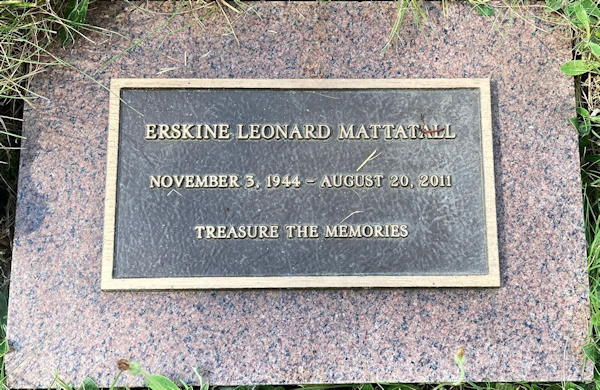 ERSKINE LEONARD MATTATALL
NOVEMBER 3, 1944 – AUGUST 20, 2011
TREASURE THE MEMORIES